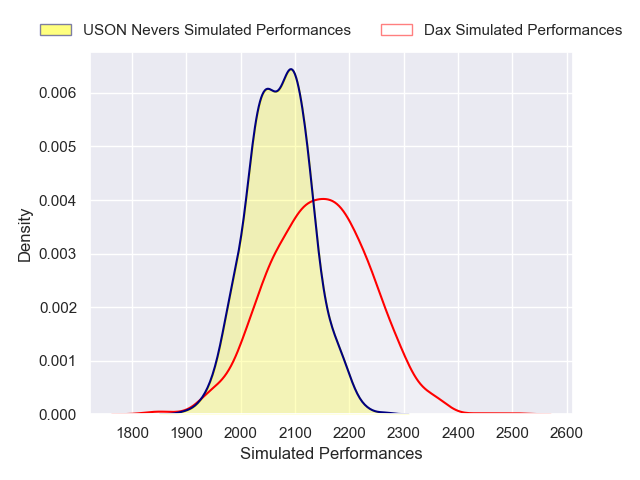 USON Nevers Simulated Performances
Dax Simulated Performances
0.006
0.005
0.004
0.003
0.002
0.001
0.000
Density
1800 1900 2000 2100 2200 2300 2400 2500 2600
Simulated Performances